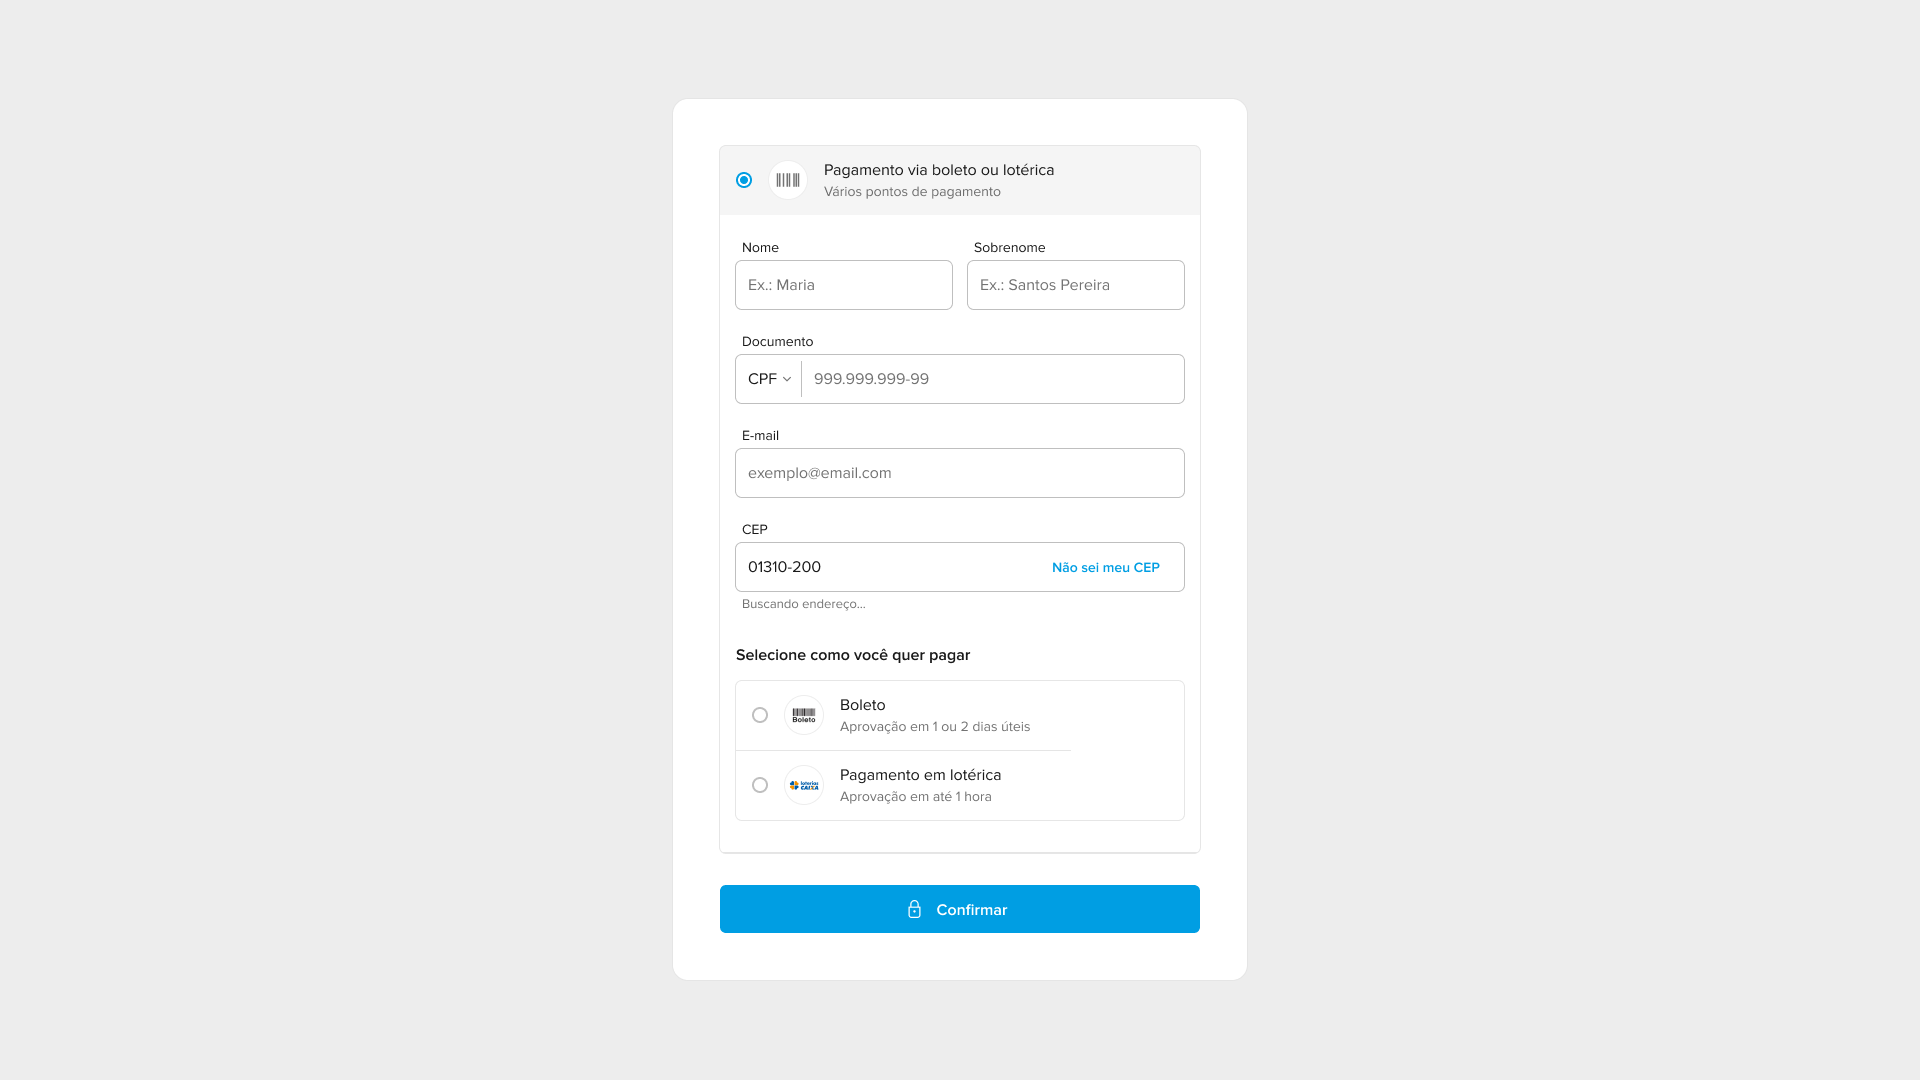 Pagamento via boleto ou lotérica
Vários pontos de pagamento
Nome
Sobrenome
Ex.: Maria
Ex.: Santos Pereira
Documento
CPF
999.999.999-99
E-mail
exemplo@email.com
CEP
01310-200
Não sei meu CEP
Buscando endereço...
Selecione como você quer pagar
Boleto
Boleto
Aprovação em 1 ou 2 dias úteis
loterias
CAIXA
Pagamento em lotérica
Aprovação em até 1 hora
Confirmar